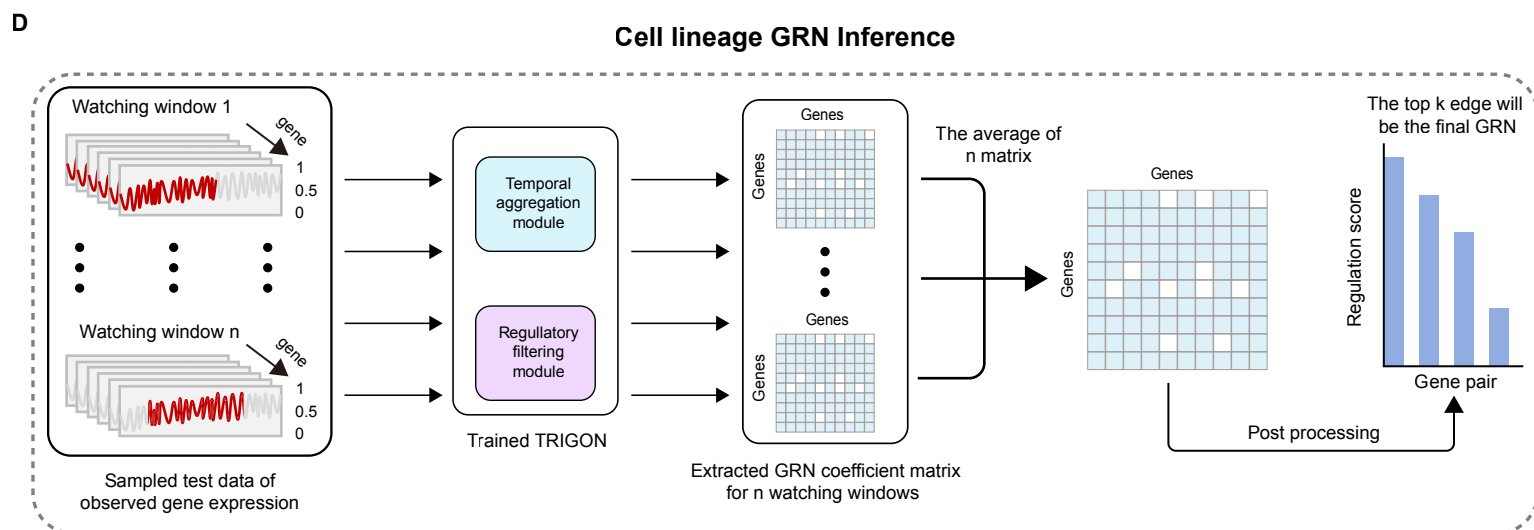 D
Cell lineage GRN Inference
Watching window 1
gene
1
0.5
0
Watching window n
gene
1
0.5
0
Sampled test data of
observed gene expression
Temporal
aggregation
module
Regullatory
filtering
module
Trained TRIGON
Genes
Genes
Genes
Genes
Extracted GRN coefficient matrix
for n watching windows
The average of
n matrix
Genes
Genes
The top k edge will
be the final GRN
Regulation score
Gene pair
Post processing